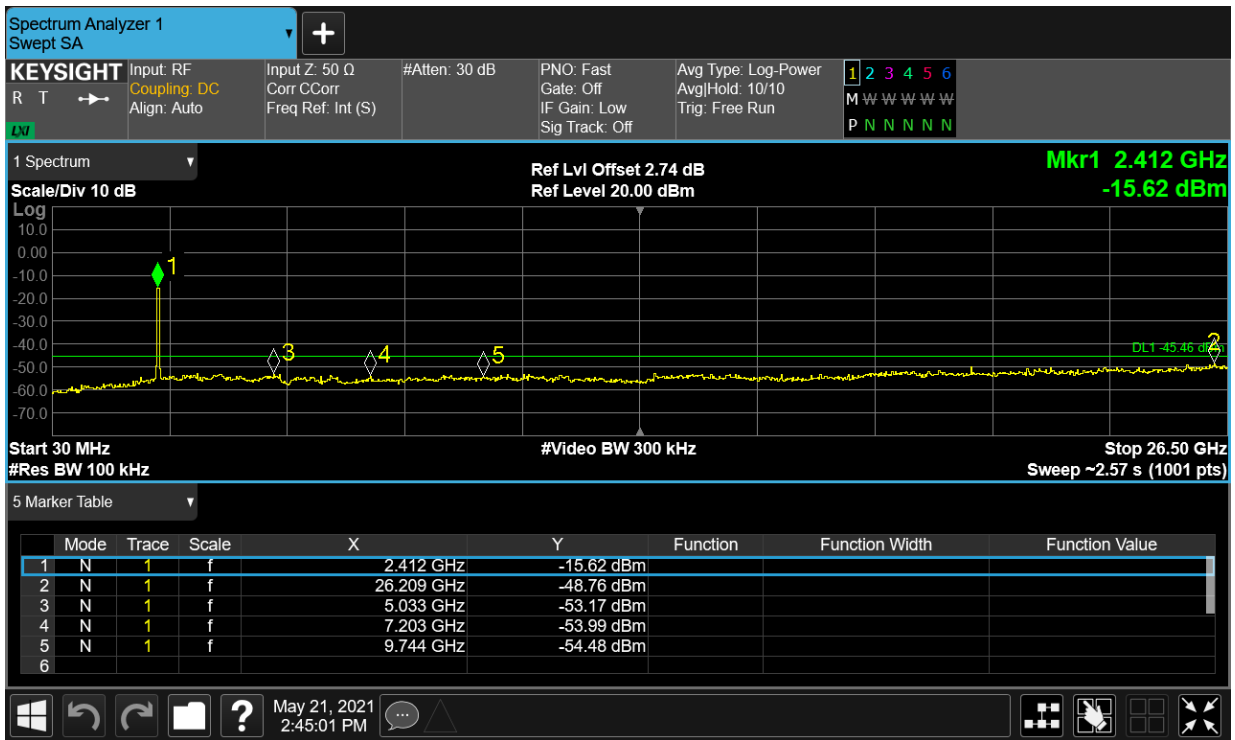 Spectrum Analyzer 1
Swept SA
+
KEYSIGHT
R T
LXI
Input: RF
Coupling: DC
Align: Auto
Input Z: 50 Ω
Corr CCorr
Freq Ref: Int (S)
#Atten: 30 dB
PNO: Fast
Gate: Off
IF Gain: Low
Sig Track: Off
Avg Type: Log-Power
Avg|Hold: 10/10
Trig: Free Run
1 2 3 4 5 6
M W W W W W
P N N N N N
1 Spectrum
Scale/Div 10 dB
Ref Lvl Offset 2.74 dB
Ref Level 20.00 dBm
Mkr1 2.412 GHz
-15.62 dBm
Log
10.0
0.00
-10.0
-20.0
-30.0
-40.0
-50.0
-60.0
-70.0
1
3
4
5
2
DL1 -45.46 dBm
Start 30 MHz
#Video BW 300 kHz
Stop 26.50 GHz
#Res BW 100 kHz
Sweep ~2.57 s (1001 pts)
5 Marker Table
Mode Trace Scale X Y Function Function Width Function Value
1 N 1 f 2.412 GHz -15.62 dBm
2 N 1 f 26.209 GHz -48.76 dBm
3 N 1 f 5.033 GHz -53.17 dBm
4 N 1 f 7.203 GHz -53.99 dBm
5 N 1 f 9.744 GHz -54.48 dBm
6
?
May 21, 2021
2:45:01 PM